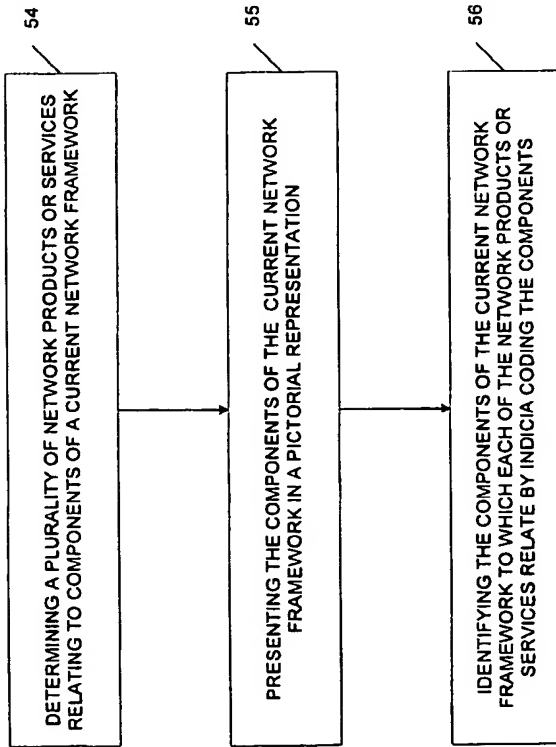 54
DETERMINING A PLURALITY OF NETWORK PRODUCTS OR SERVICES
RELATING TO COMPONENTS OF A CURRENT NETWORK FRAMEWORK
55
PRESENTING THE COMPONENTS OF THE CURRENT NETWORK
FRAMEWORK IN A PICTORIAL REPRESENTATION
56
IDENTIFYING THE COMPONENTS OF THE CURRENT NETWORK
FRAMEWORK TO WHICH EACH OF THE NETWORK PRODUCTS OR
SERVICES RELATE BY INDICIA CODING THE COMPONENTS